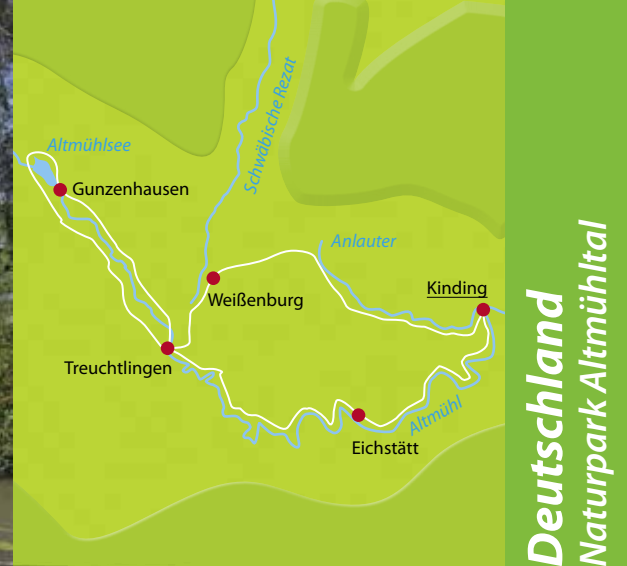 Schwäbische Rezat
Altmühlsee
Gunzenhausen
Anlauter
Weißenburg
Kinding
Treuchtlingen
Altmühl
Eichstätt
Deutschland
Naturpark Altmühltal